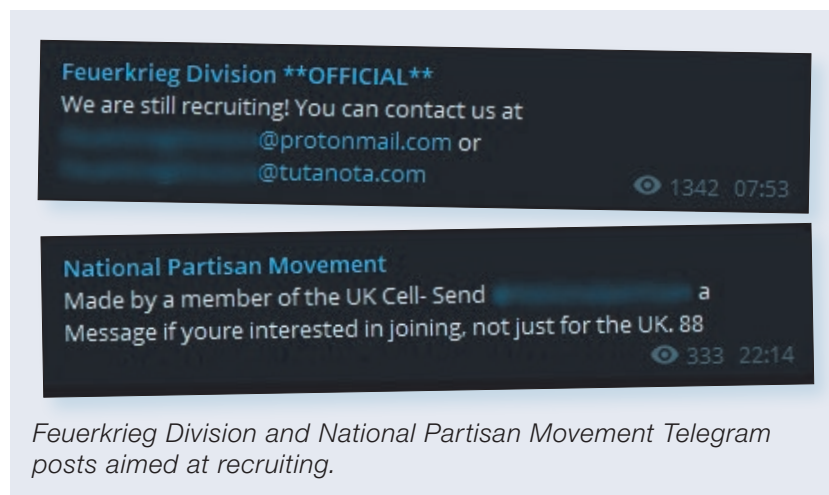 Feuerkrieg Division **OFFICIAL**
We are still recruiting! You can contact us at
@protonmail.com or
@tutanota.com
1342 07:53
National Partisan Movement
Made by a member of the UK Cell- Send a
Message if youre interested in joining, not just for the UK. 88
333 22:14
Feuerkrieg Division and National Partisan Movement Telegram
posts aimed at recruiting.